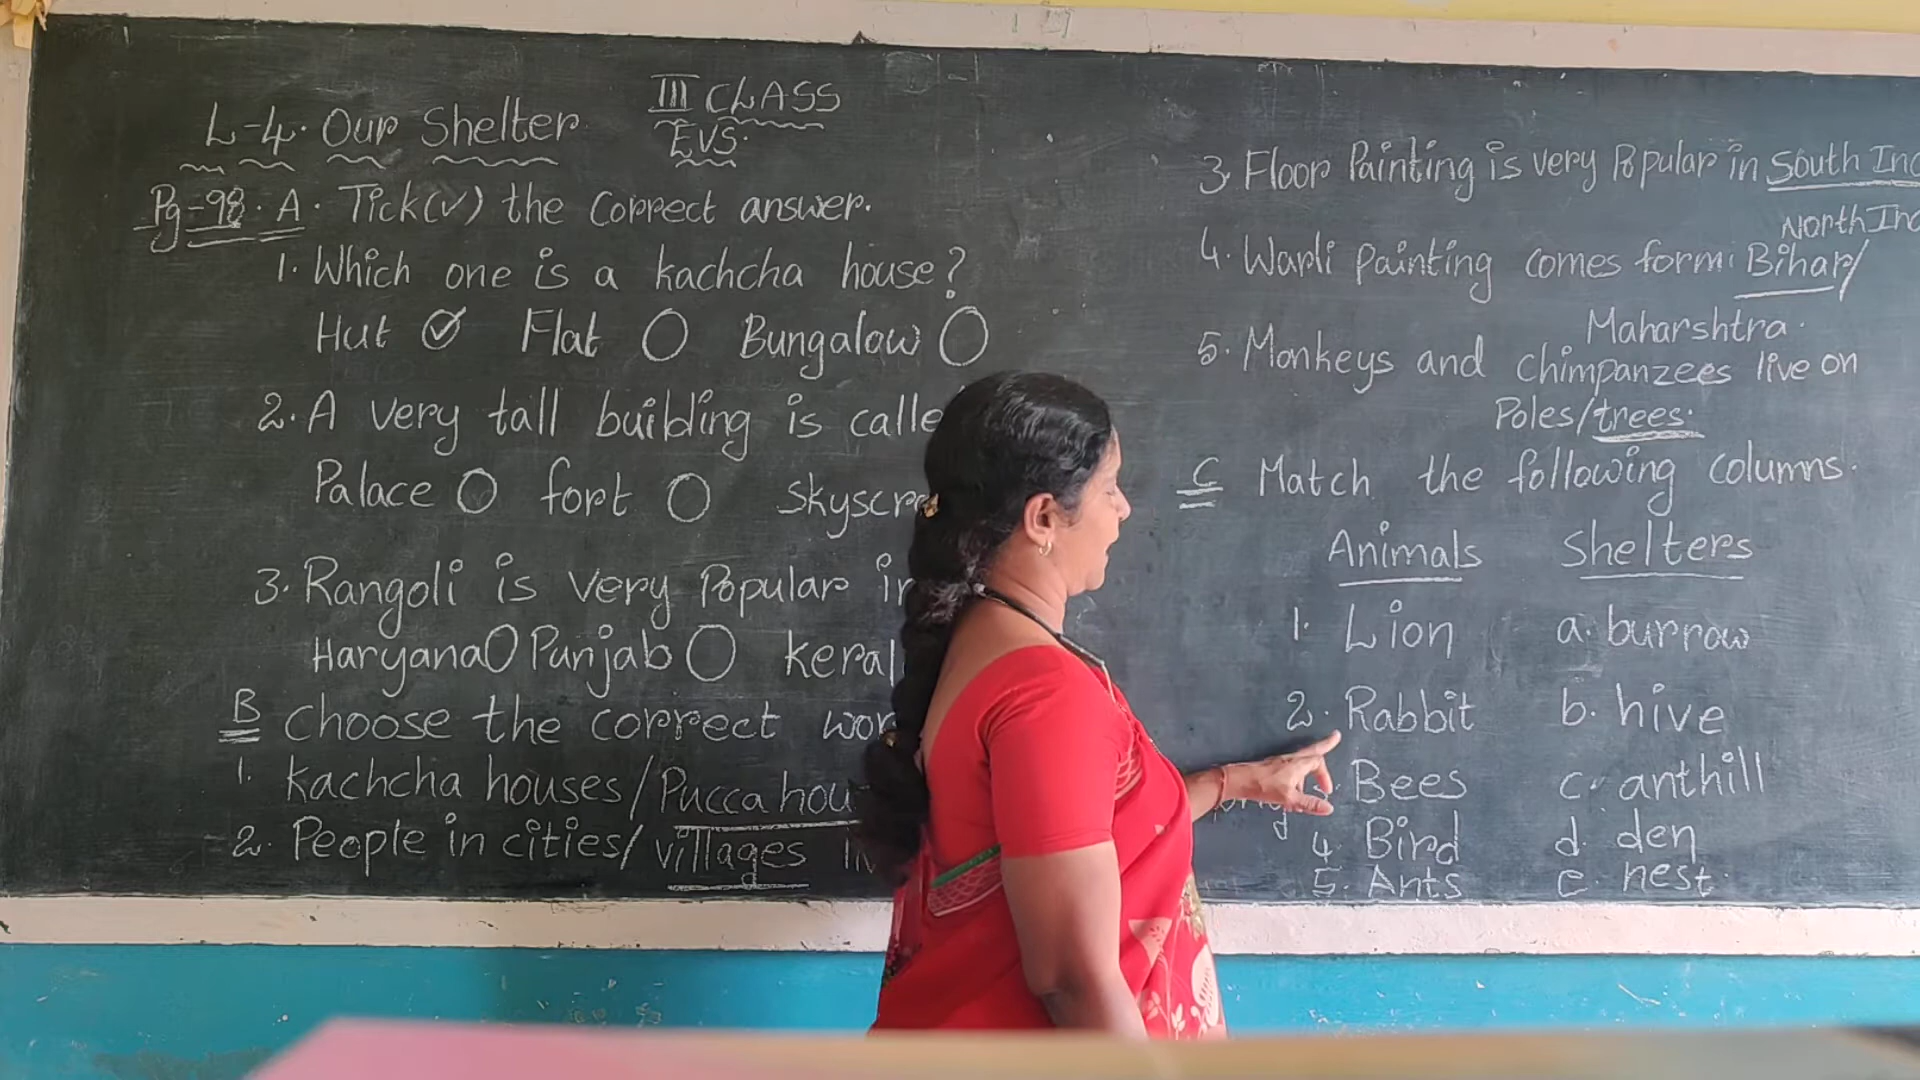 III CLASS
L-4. Our Shelter
EVS.
Pg-98. A. Tick(✓) the correct answer.
1. Which one is a kachcha house?
Hut ✓ Flat Bungalow
2. A very tall building is calle
Palace fort Skyscr
3. Rangoli is very Popular in
Haryana Punjab keral
B Choose the correct wor
1. kachcha houses/Pucca hou
2. People in cities/villages
3. Floor Painting is very Popular in South Ind
North Ind
4. Warli Painting comes form: Bihar/
Maharshtra.
5. Monkeys and Chimpanzees live on
Poles/trees.
C Match the following columns.
Animals Shelters
1. Lion a. burrow
2. Rabbit b. hive
3. Bees c. anthill
4. Bird d. den
5. Ants e. nest.